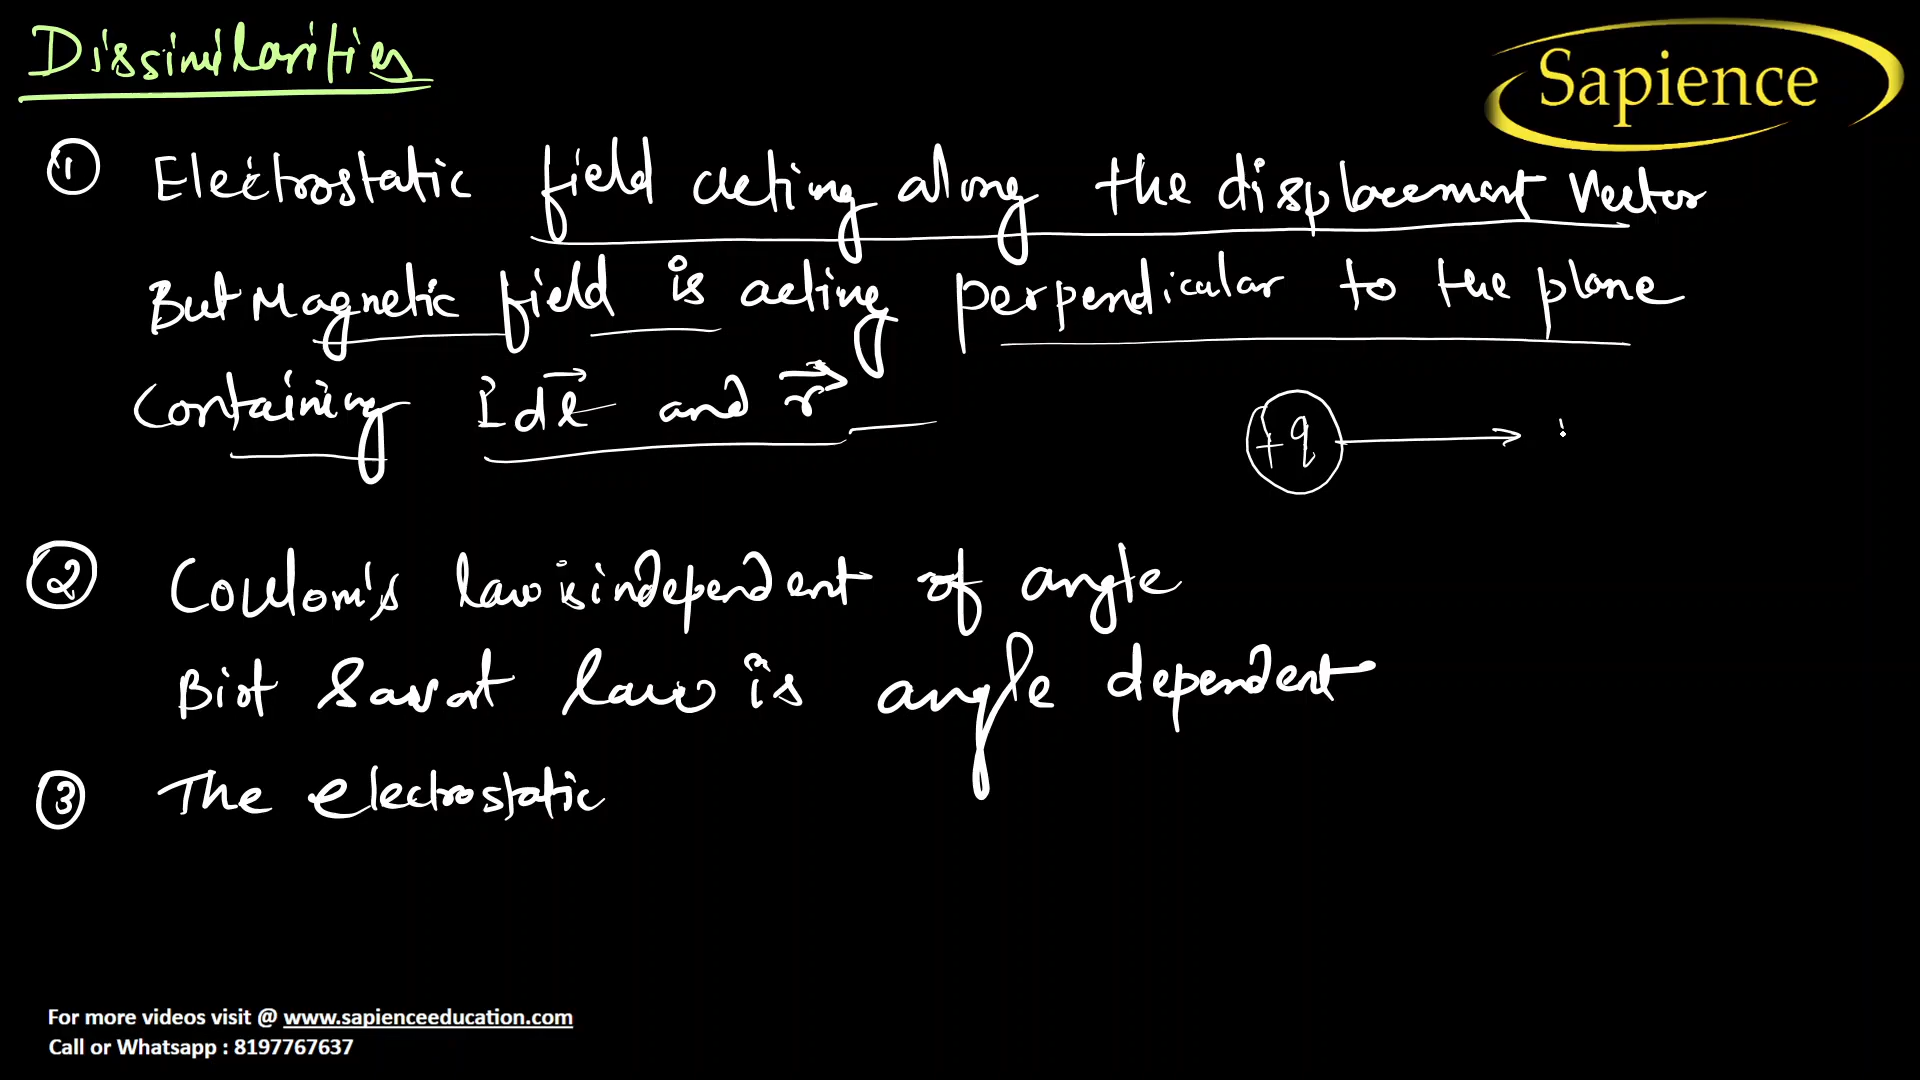 Dissimilarities
Sapience
① Electrostatic field acting along the displacement vector
But Magnetic field is acting perpendicular to the plane
Containing Idl⃗ and r⃗
+q
② Coulom's law is independent of angle
Biot Savart law is angle dependent
③ The electrostatic
For more videos visit @ www.sapienceeducation.com
Call or Whatsapp : 8197767637